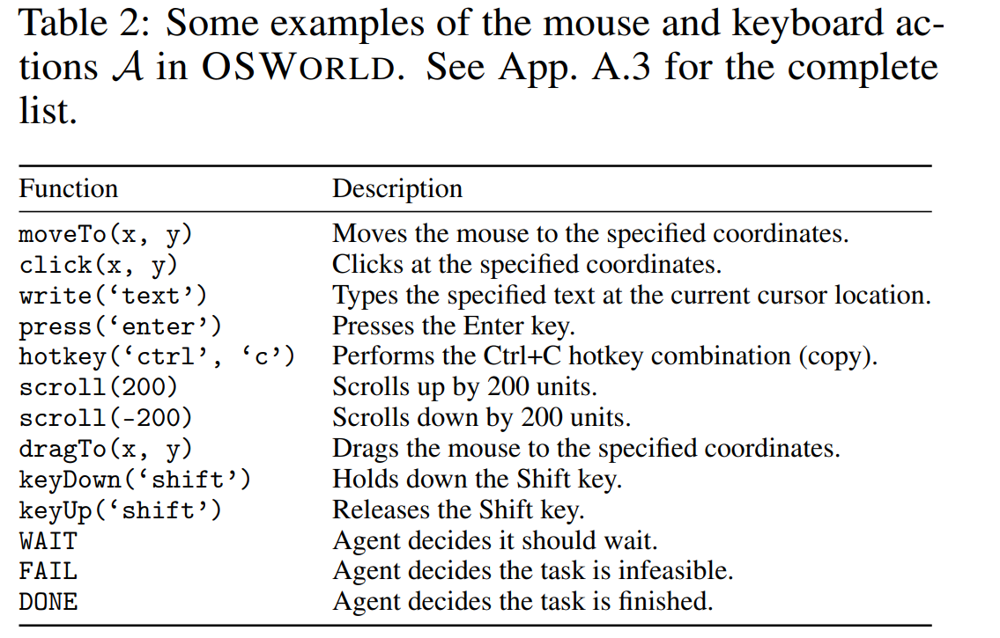 Table 2: Some examples of the mouse and keyboard ac-
tions 𝒜 in OSWORLD. See App. A.3 for the complete
list.
Function Description
moveTo(x, y) Moves the mouse to the specified coordinates.
click(x, y) Clicks at the specified coordinates.
write(‘text’) Types the specified text at the current cursor location.
press(‘enter’) Presses the Enter key.
hotkey(‘ctrl’, ‘c’) Performs the Ctrl+C hotkey combination (copy).
scroll(200) Scrolls up by 200 units.
scroll(-200) Scrolls down by 200 units.
dragTo(x, y) Drags the mouse to the specified coordinates.
keyDown(‘shift’) Holds down the Shift key.
keyUp(‘shift’) Releases the Shift key.
WAIT Agent decides it should wait.
FAIL Agent decides the task is infeasible.
DONE Agent decides the task is finished.